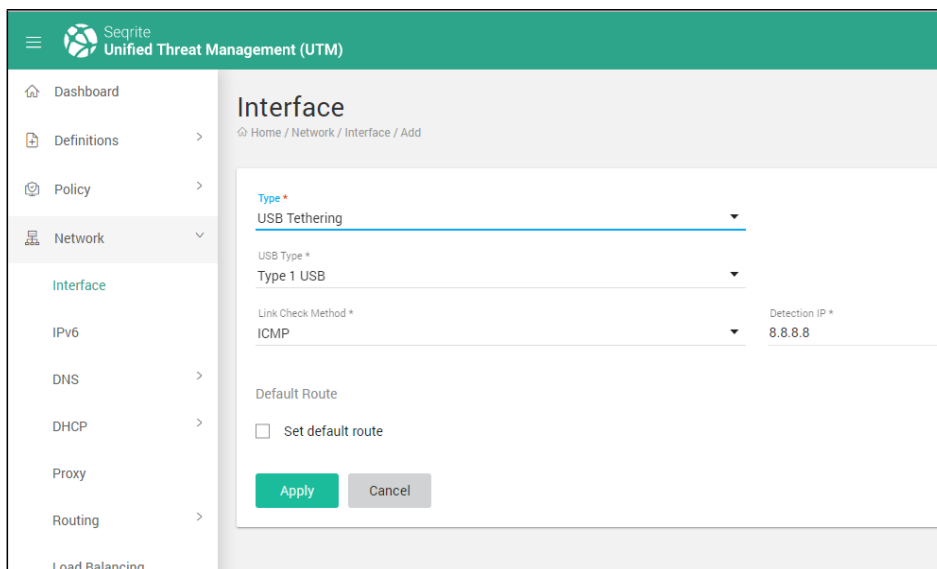 Seqrite
Unified Threat Management (UTM)
Dashboard
Definitions
Policy
Network
Interface
IPv6
DNS
DHCP
Proxy
Routing
Load Balancing
Interface
Home / Network / Interface / Add
Type *
USB Tethering
USB Type *
Type 1 USB
Link Check Method *
ICMP
Detection IP *
8.8.8.8
Default Route
Set default route
Apply
Cancel